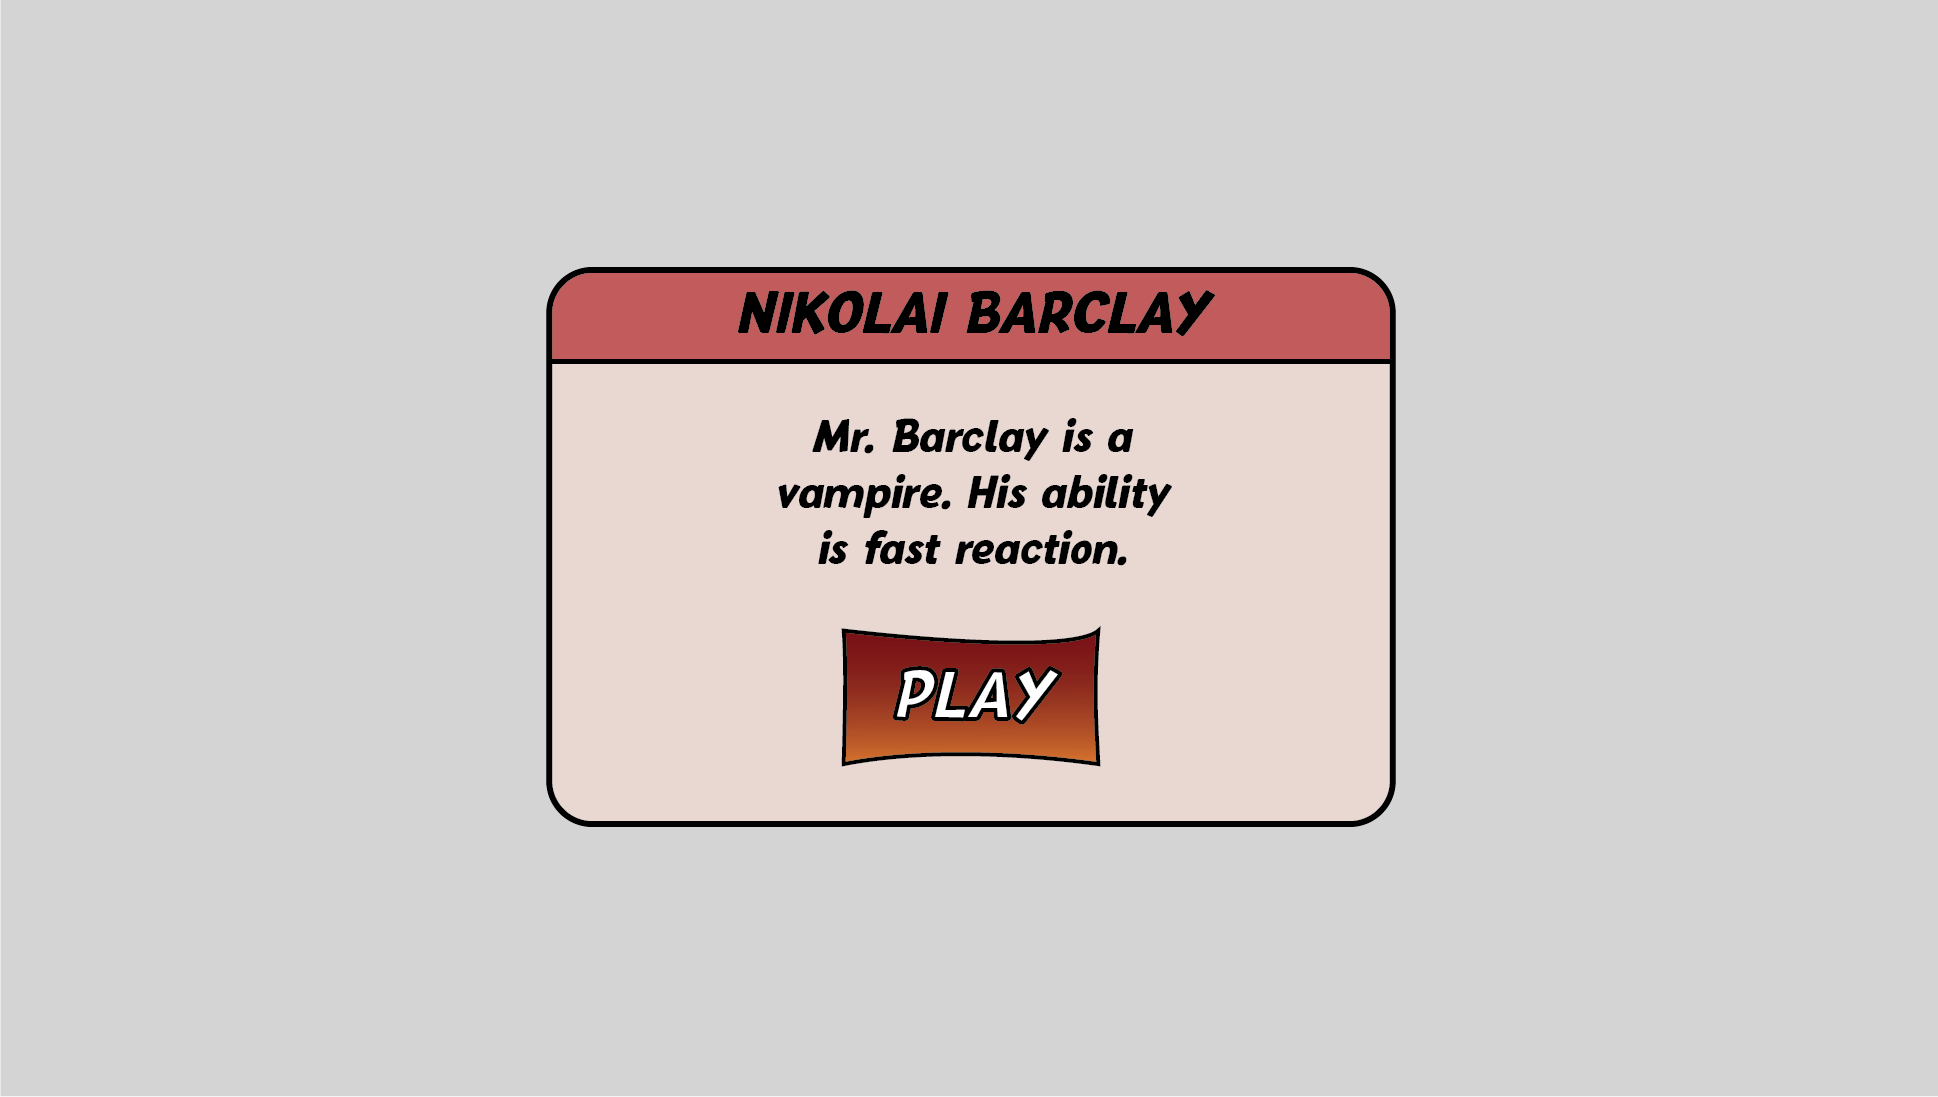 NIKOLAI BARCLAY
Mr. Barclay is a
vampire. His ability
is fast reaction.
PLAY